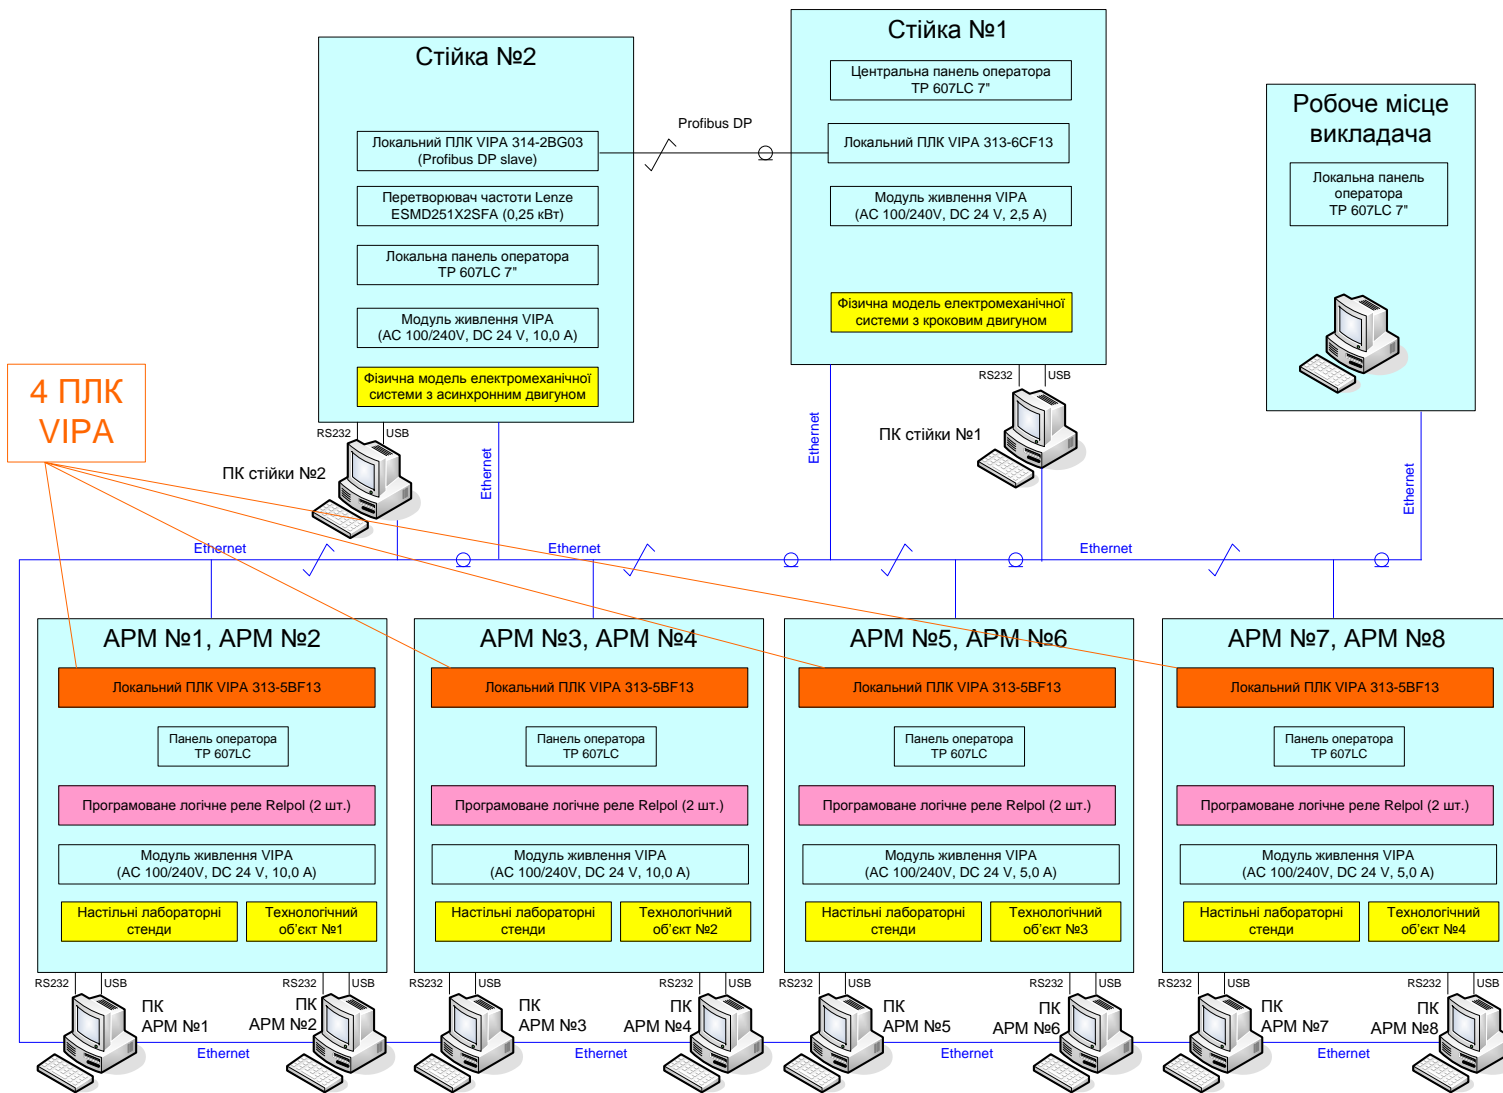 Стійка №2
Локальний ПЛК VIPA 314-2BG03
(Profibus DP slave)
Перетворювач частоти Lenze
ESMD251X2SFA (0,25 кВт)
Локальна панель оператора
TP 607LC 7"
Модуль живлення VIPA
(AC 100/240V, DC 24 V, 10,0 A)
Фізична модель електромеханічної
системи з асинхронним двигуном
RS232
USB
ПК стійки №2
Ethernet
Profibus DP
Стійка №1
Центральна панель оператора
TP 607LC 7"
Локальний ПЛК VIPA 313-6CF13
Модуль живлення VIPA
(AC 100/240V, DC 24 V, 2,5 A)
Фізична модель електромеханічної
системи з кроковим двигуном
RS232
USB
ПК стійки №1
Ethernet
Робоче місце
викладача
Локальна панель
оператора
TP 607LC 7"
Ethernet
4 ПЛК
VIPA
Ethernet
Ethernet
Ethernet
АРМ №1, АРМ №2
Локальний ПЛК VIPA 313-5BF13
Панель оператора
TP 607LC
Програмоване логічне реле Relpol (2 шт.)
Модуль живлення VIPA
(AC 100/240V, DC 24 V, 10,0 A)
Настільні лабораторні
стенди
Технологічний
об'єкт №1
RS232
USB
ПК
АРМ №1
RS232
USB
ПК
АРМ №2
Ethernet
АРМ №3, АРМ №4
Локальний ПЛК VIPA 313-5BF13
Панель оператора
TP 607LC
Програмоване логічне реле Relpol (2 шт.)
Модуль живлення VIPA
(AC 100/240V, DC 24 V, 10,0 A)
Настільні лабораторні
стенди
Технологічний
об'єкт №2
RS232
USB
ПК
АРМ №3
RS232
USB
ПК
АРМ №4
Ethernet
АРМ №5, АРМ №6
Локальний ПЛК VIPA 313-5BF13
Панель оператора
TP 607LC
Програмоване логічне реле Relpol (2 шт.)
Модуль живлення VIPA
(AC 100/240V, DC 24 V, 5,0 A)
Настільні лабораторні
стенди
Технологічний
об'єкт №3
RS232
USB
ПК
АРМ №5
RS232
USB
ПК
АРМ №6
Ethernet
АРМ №7, АРМ №8
Локальний ПЛК VIPA 313-5BF13
Панель оператора
TP 607LC
Програмоване логічне реле Relpol (2 шт.)
Модуль живлення VIPA
(AC 100/240V, DC 24 V, 5,0 A)
Настільні лабораторні
стенди
Технологічний
об'єкт №4
RS232
USB
ПК
АРМ №7
RS232
USB
ПК
АРМ №8
Ethernet